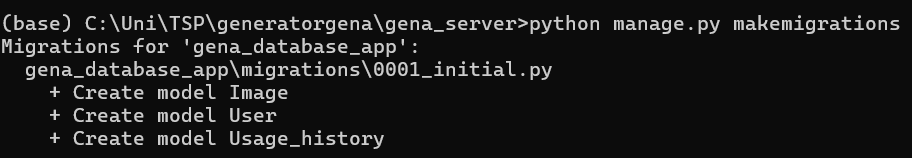 (base) C:\Uni\TSP\generatorgena\gena_server>python manage.py makemigrations
Migrations for 'gena_database_app':
  gena_database_app\migrations\0001_initial.py
    + Create model Image
    + Create model User
    + Create model Usage_history